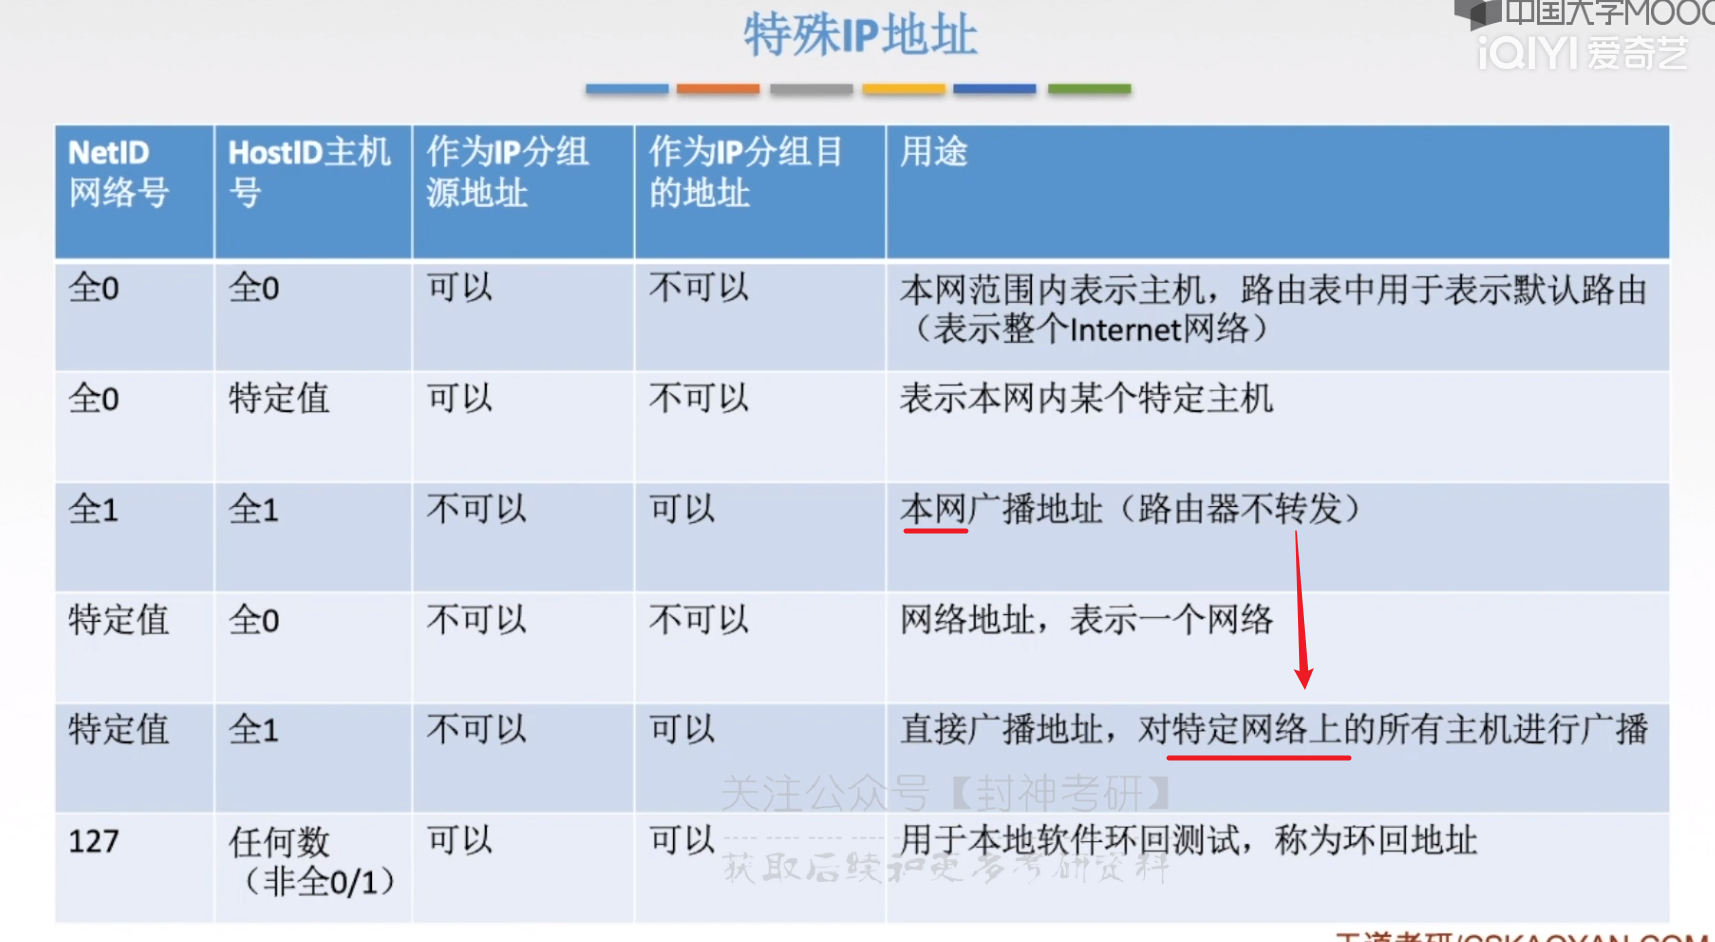 特殊IP地址
中国大学MOOC
iQIYI 爱奇艺
NetID
网络号
HostID主机
号
作为IP分组
源地址
作为IP分组目
的地址
用途
全0
全0
可以
不可以
本网范围内表示主机，路由表中用于表示默认路由
（表示整个Internet网络）
全0
特定值
可以
不可以
表示本网内某个特定主机
全1
全1
不可以
可以
本网广播地址（路由器不转发）
特定值
全0
不可以
不可以
网络地址，表示一个网络
特定值
全1
不可以
可以
直接广播地址，对特定网络上的所有主机进行广播
关注公众号【封神考研】
127
任何数
（非全0/1）
可以
可以
用于本地软件环回测试，称为环回地址
获取后续和更多考研资料
王道考研/CSKAOYAN.COM